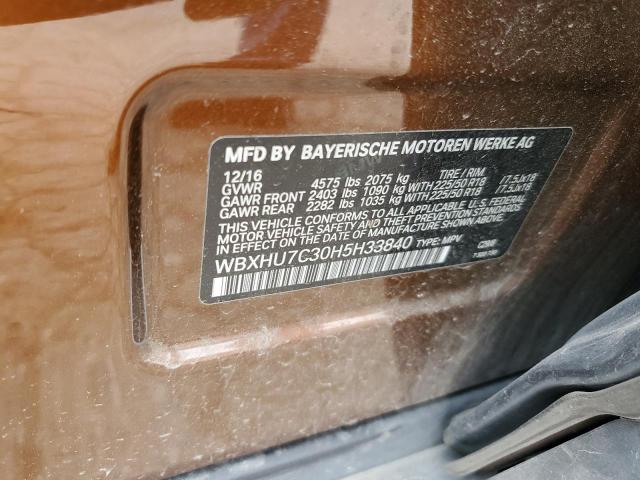 MFD BY BAYERISCHE MOTOREN WERKE AG
12/16
GVWR 4575 lbs 2075 kg TIRE / RIM.
GAWR FRONT 2403 lbs 1090 kg WITH 225/50 R18 /7.5Jx18
GAWR REAR 2282 lbs 1035 kg WITH 225/50 R18 /7.5Jx18
THIS VEHICLE CONFORMS TO ALL APPLICABLE FEDERAL MOTOR VEHICLE
SAFETY, BUMPER, AND THEFT PREVENTION STANDARDS IN
EFFECT ON THE DATE OF MANUFACTURE SHOWN ABOVE.
WBXHU7C30H5H33840 TYPE: MPV